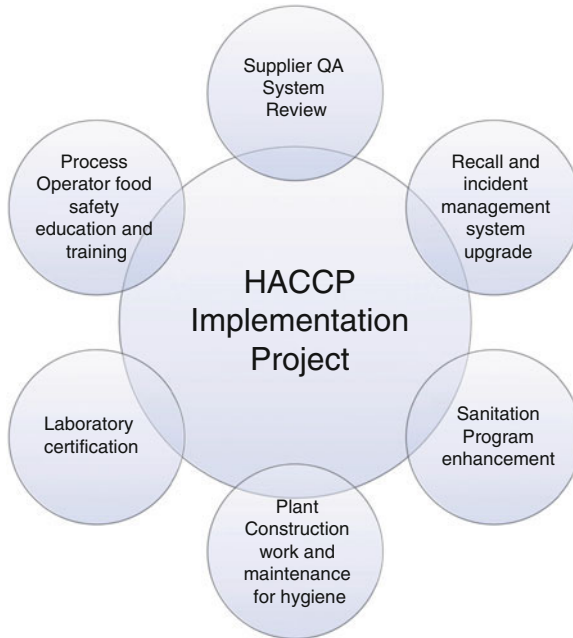 Supplier QA
System
Review
Process
Operator food
safety
education and
training
Recall and
incident
management
system
upgrade
HACCP
Implementation
Project
Laboratory
certification
Sanitation
Program
enhancement
Plant
Construction
work and
maintenance
for hygiene